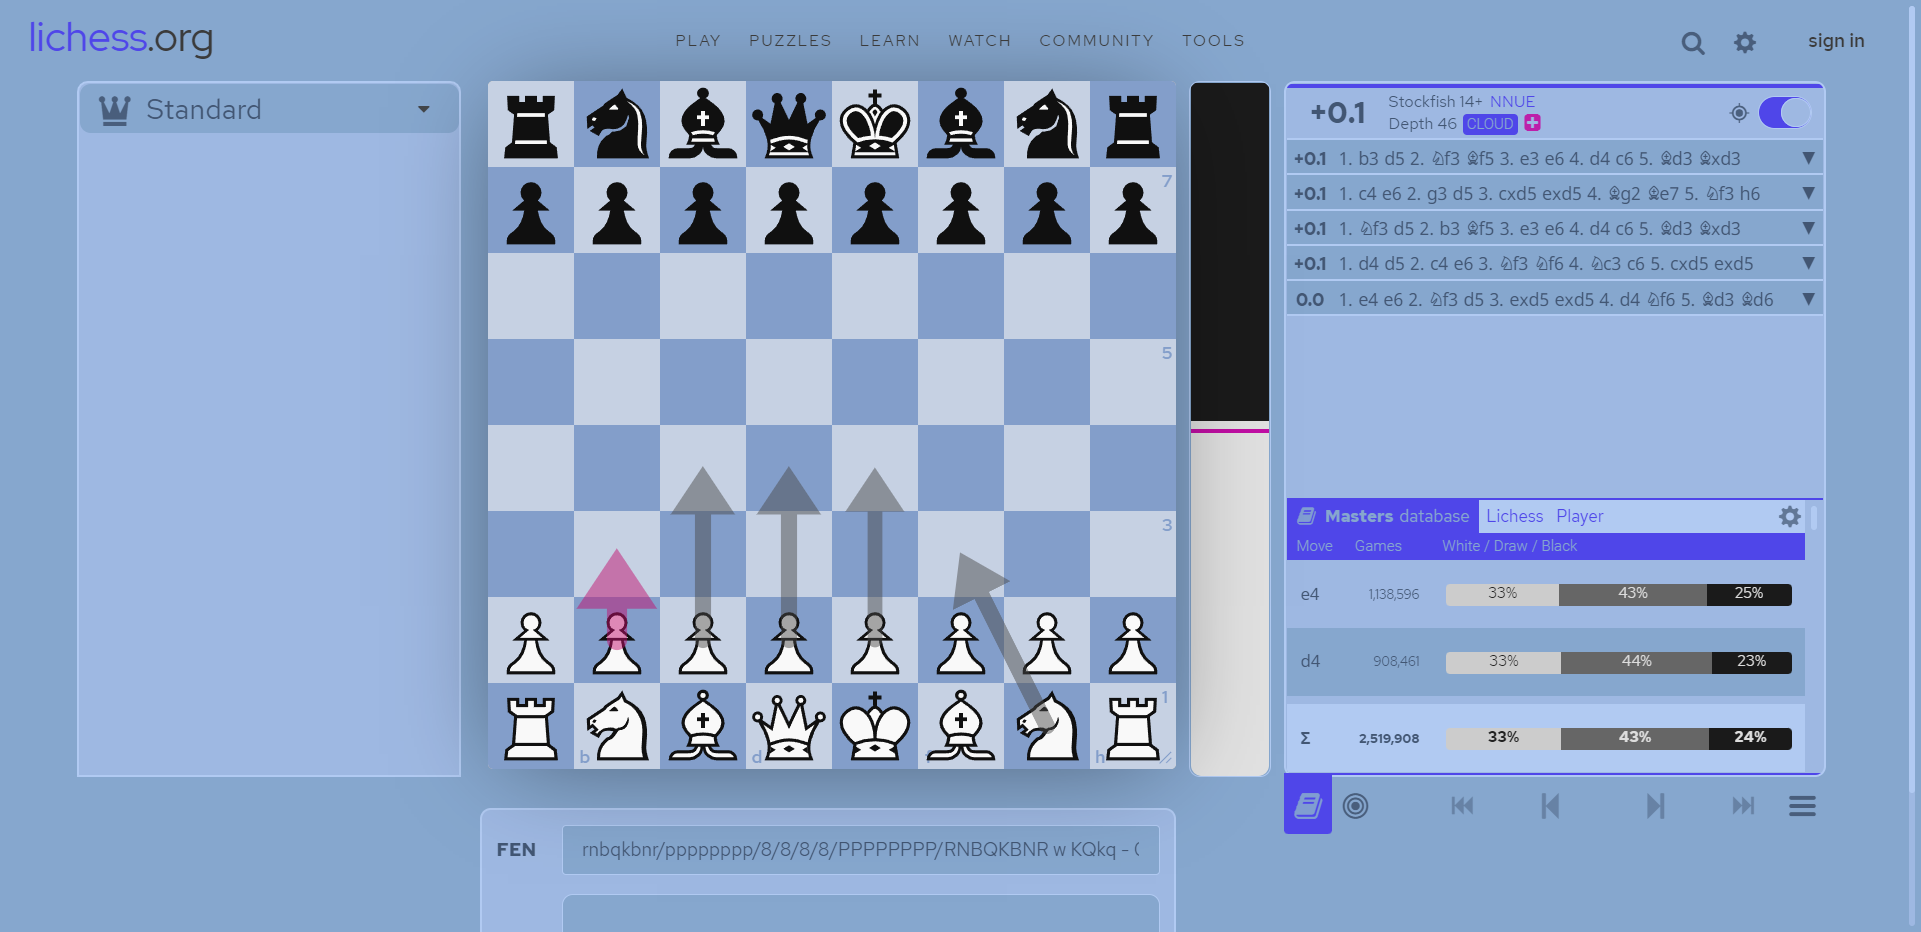 lichess.org
PLAY PUZZLES LEARN WATCH COMMUNITY TOOLS
sign in
Standard
+0.1
Stockfish 14+ NNUE
Depth 46 CLOUD
+0.1 1. b3 d5 2. ♘f3 ♗f5 3. e3 e6 4. d4 c6 5. ♗d3 ♗xd3
+0.1 1. c4 e6 2. g3 d5 3. cxd5 exd5 4. ♗g2 ♗e7 5. ♘f3 h6
+0.1 1. ♘f3 d5 2. b3 ♗f5 3. e3 e6 4. d4 c6 5. ♗d3 ♗xd3
+0.1 1. d4 d5 2. c4 e6 3. ♘f3 ♘f6 4. ♘c3 c6 5. cxd5 exd5
0.0 1. e4 e6 2. ♘f3 d5 3. exd5 exd5 4. d4 ♘f6 5. ♗d3 ♗d6
7
5
3
1
b d f h
Masters database Lichess Player
Move Games White / Draw / Black
e4 1,138,596 33% 43% 25%
d4 908,461 33% 44% 23%
Σ 2,519,908 33% 43% 24%
FEN rnbqkbnr/pppppppp/8/8/8/8/PPPPPPPP/RNBQKBNR w KQkq -